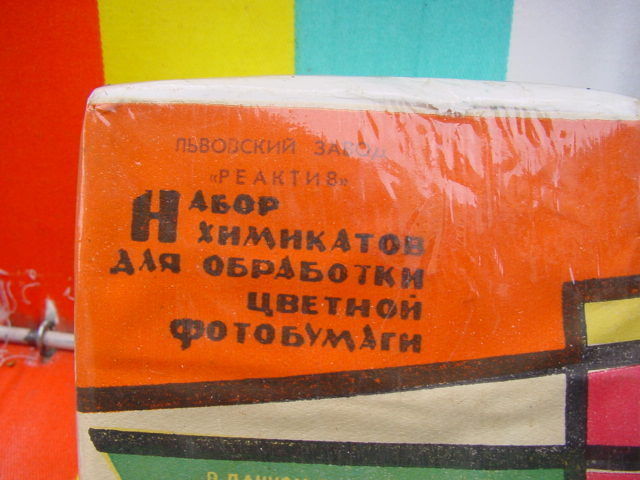 ЛЬВОВСКИЙ ЗАВОД
«РЕАКТИВ»
НАБОР
ХИМИКАТОВ
ДЛЯ ОБРАБОТКИ
ЦВЕТНОЙ
ФОТОБУМАГИ